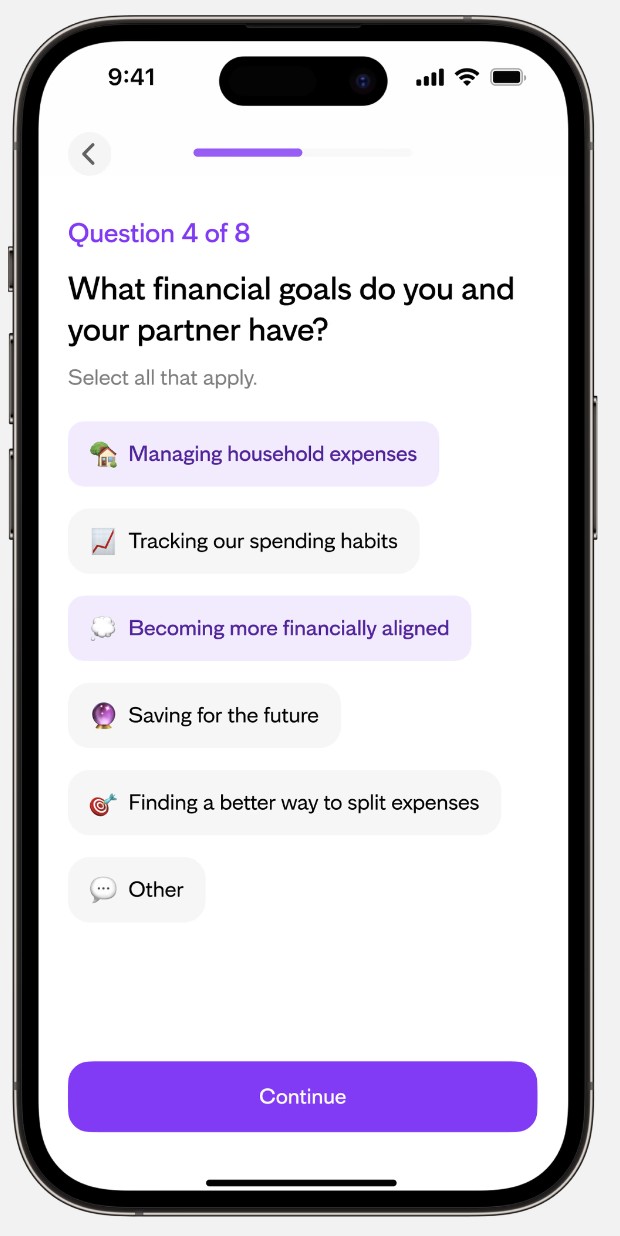 9:41
Question 4 of 8
What financial goals do you and
your partner have?
Select all that apply.
Managing household expenses
Tracking our spending habits
Becoming more financially aligned
Saving for the future
Finding a better way to split expenses
Other
Continue